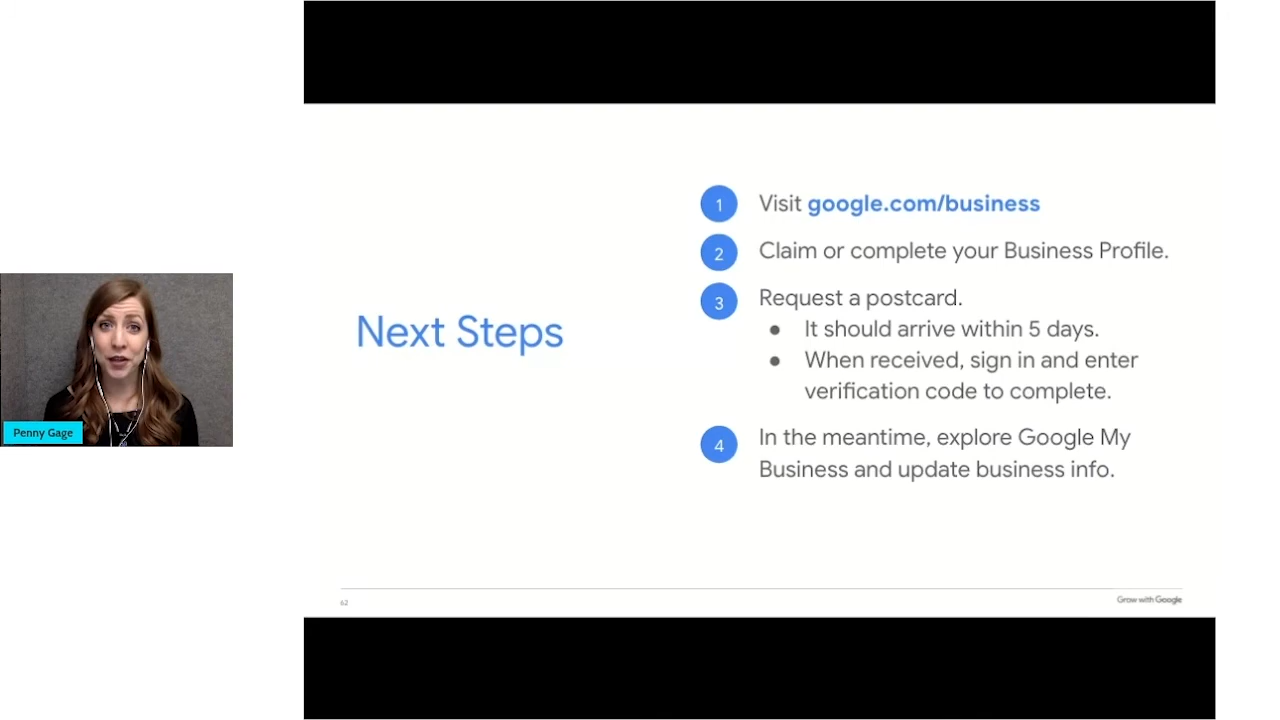 Penny Gage
Next Steps
1 Visit google.com/business
2 Claim or complete your Business Profile.
3 Request a postcard.
● It should arrive within 5 days.
● When received, sign in and enter
verification code to complete.
4 In the meantime, explore Google My
Business and update business info.
62
Grow with Google